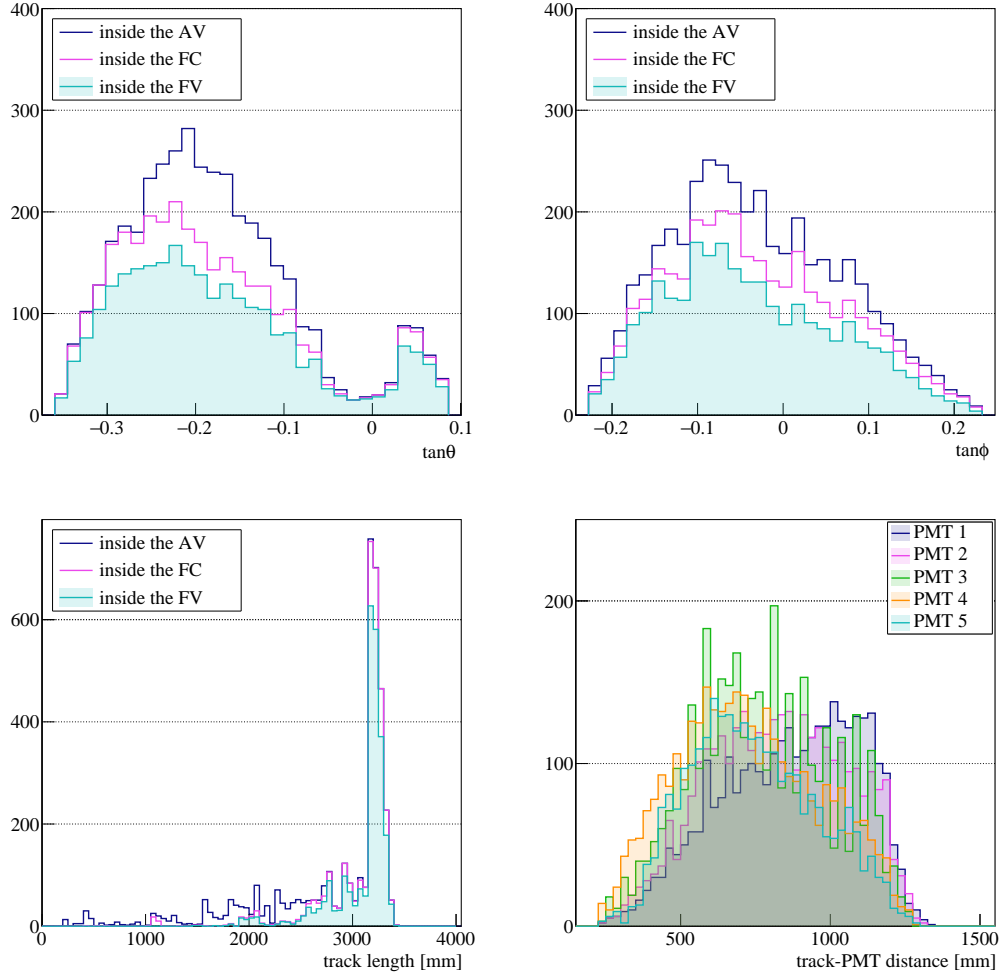 400
300
200
100
0
inside the AV
inside the FC
inside the FV
−0.3
−0.2
−0.1
0
0.1
tanθ
400
300
200
100
0
inside the AV
inside the FC
inside the FV
−0.2
−0.1
0
0.1
0.2
tanϕ
600
400
200
0
inside the AV
inside the FC
inside the FV
0
1000
2000
3000
4000
track length [mm]
200
100
0
PMT 1
PMT 2
PMT 3
PMT 4
PMT 5
500
1000
1500
track-PMT distance [mm]